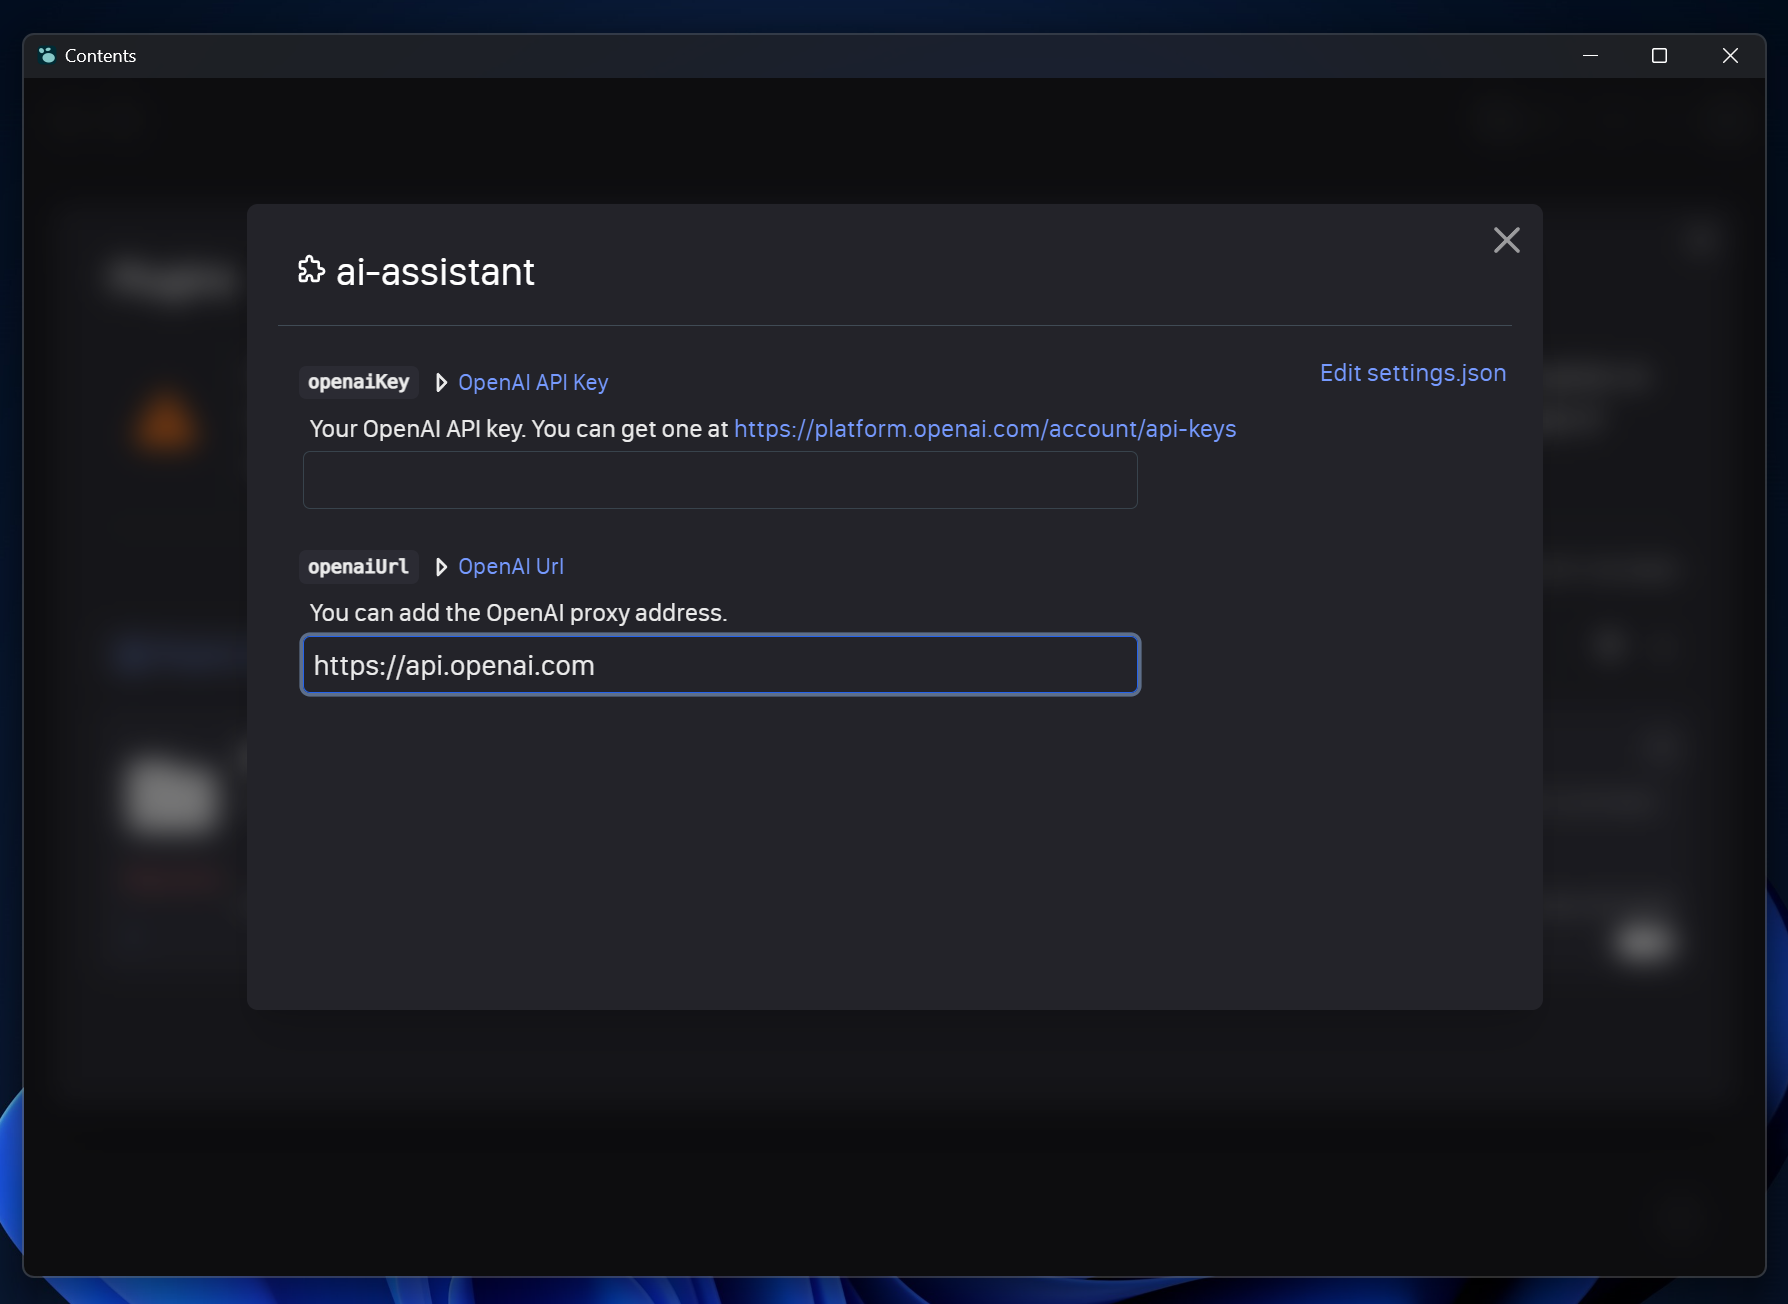 Contents
ai-assistant
openaiKey OpenAI API Key
Edit settings.json
Your OpenAI API key. You can get one at https://platform.openai.com/account/api-keys
openaiUrl OpenAI Url
You can add the OpenAI proxy address.
https://api.openai.com